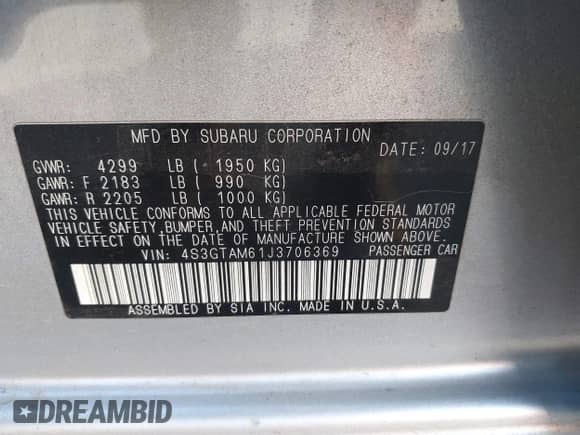 MFD BY SUBARU CORPORATION
DATE: 09/17
GVWR: 4299 LB ( 1950 KG)
GAWR: F 2183 LB ( 990 KG)
GAWR: R 2205 LB ( 1000 KG)
THIS VEHICLE CONFORMS TO ALL APPLICABLE FEDERAL MOTOR
VEHICLE SAFETY,BUMPER,AND THEFT PREVENTION STANDARDS
IN EFFECT ON THE DATE OF MANUFACTURE SHOWN ABOVE.
VIN: 4S3GTAM61J3706369 PASSENGER CAR
ASSEMBLED BY SIA INC. MADE IN U.S.A.
DREAMBID